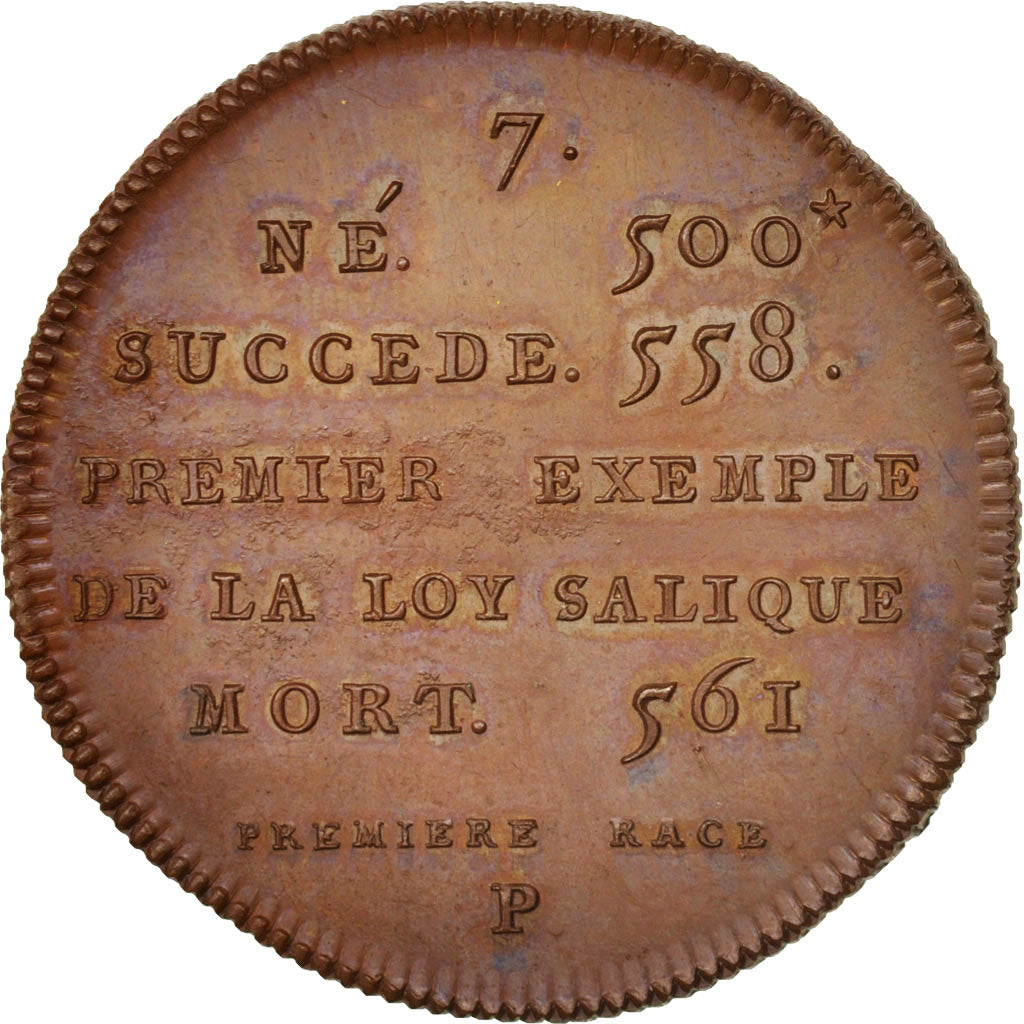 7.
NÉ. 500*
SUCCEDE. 558.
PREMIER EXEMPLE
DE LA LOY SALIQUE
MORT. 561
PREMIERE RACE
P